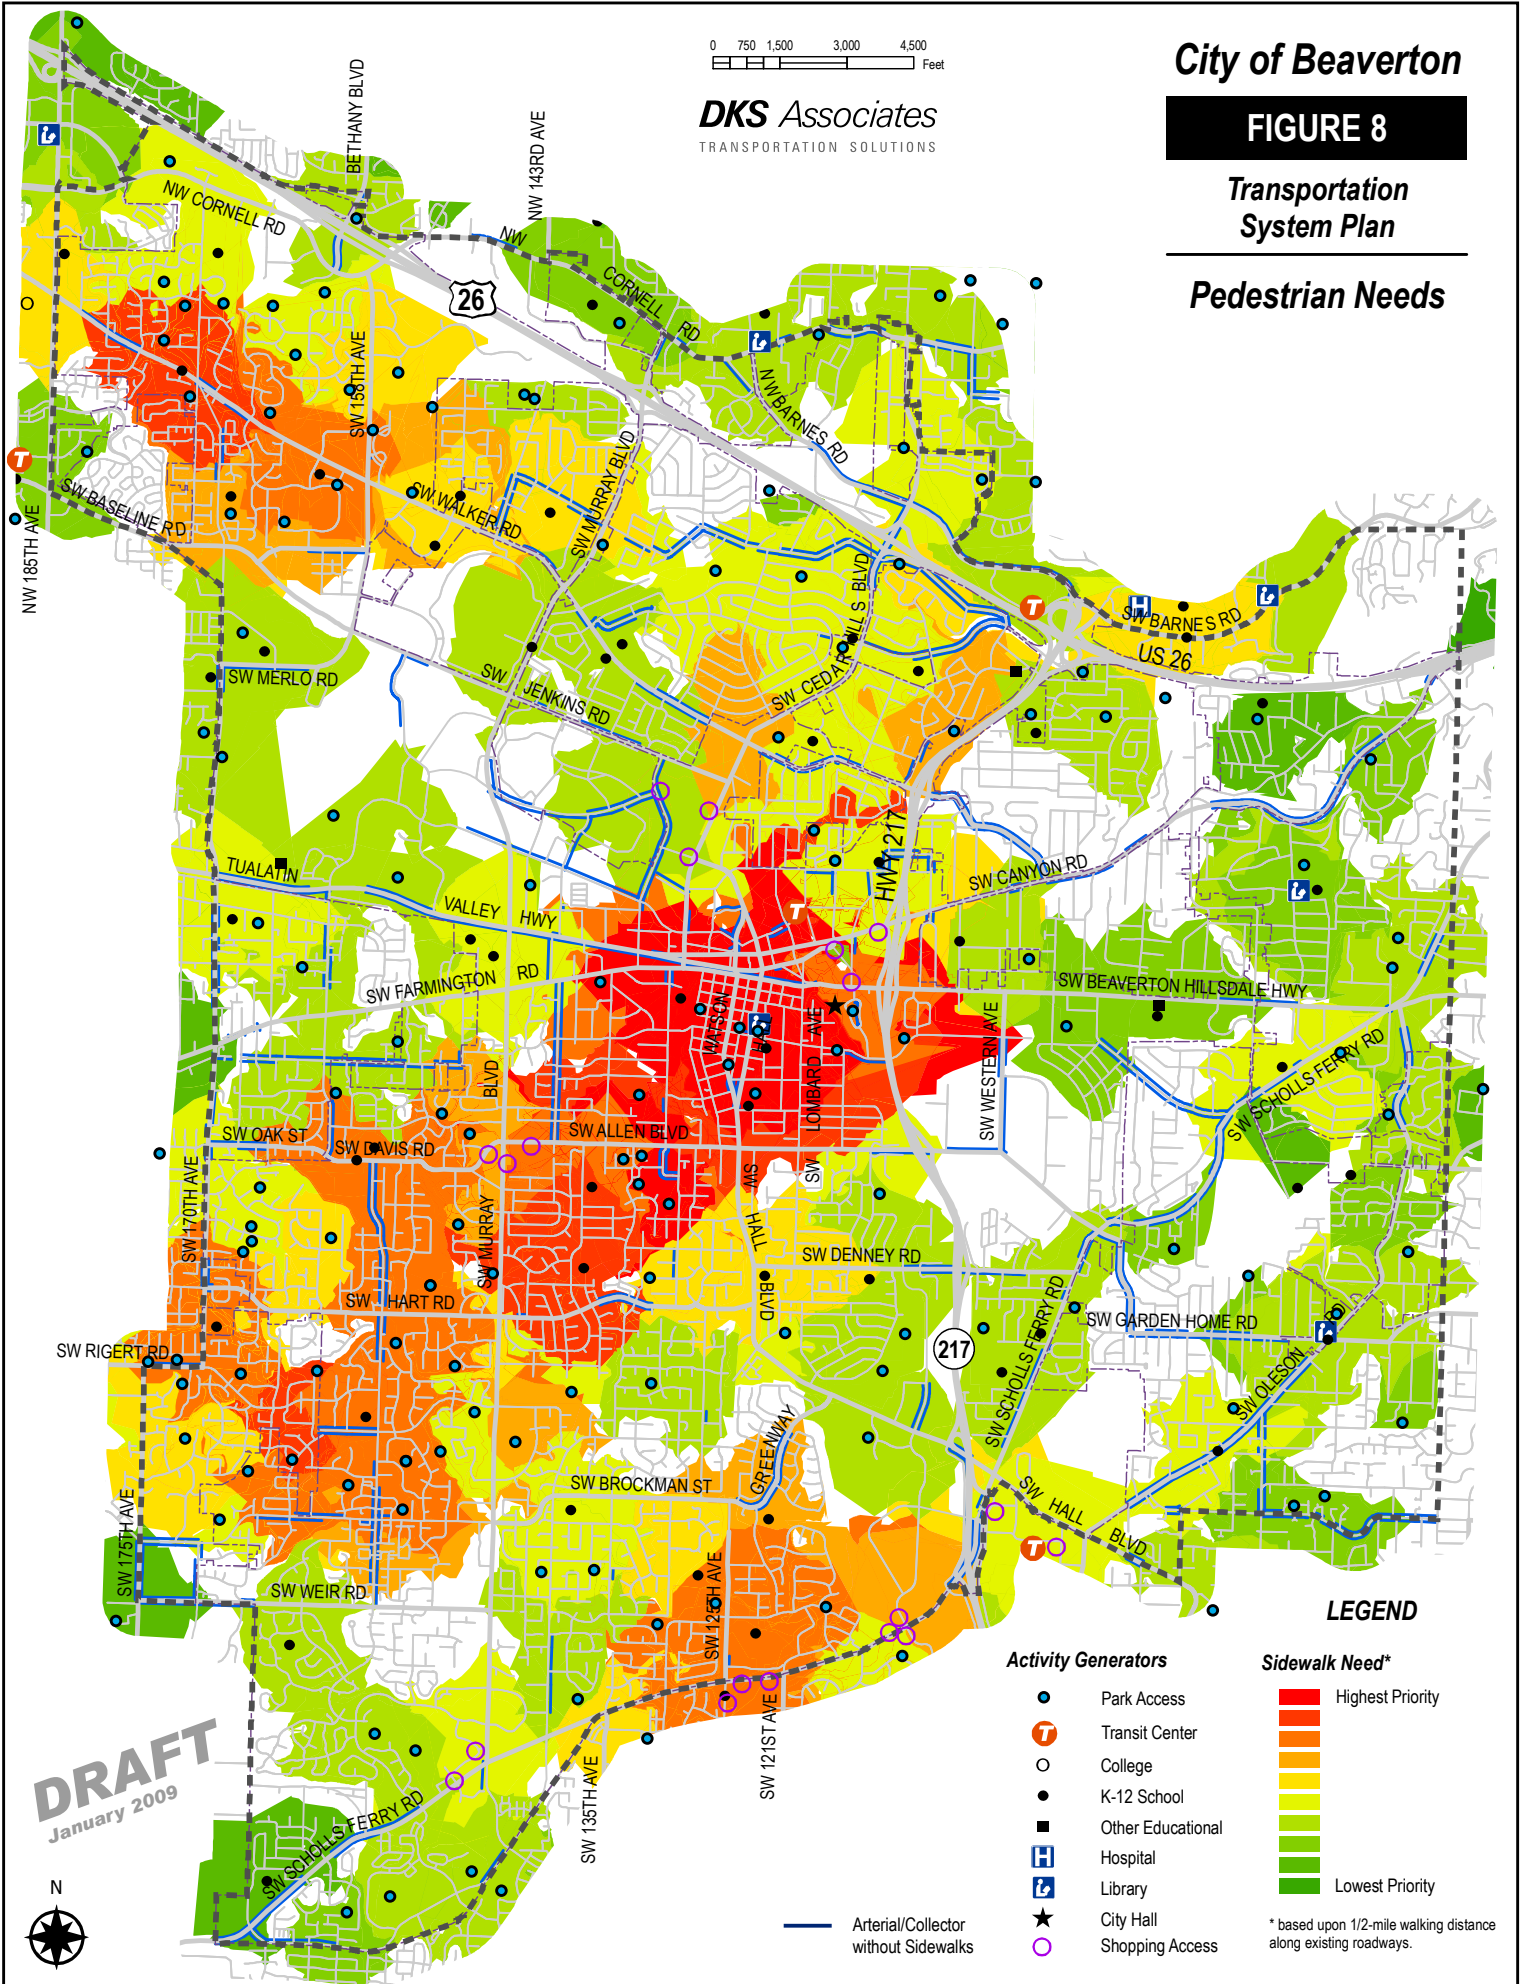 City of Beaverton
FIGURE 8
Transportation
System Plan
Pedestrian Needs
0 750 1,500 3,000 4,500
Feet
DKS Associates
TRANSPORTATION SOLUTIONS
BETHANY BLVD
NW 143RD AVE
NW CORNELL RD
NW
CORNELL RD
26
SW 158TH AVE
NW BARNES RD
SW MURRAY BLVD
SW WALKER RD
SW BASELINE RD
NW 185TH AVE
T
SW CEDAR HILLS BLVD
T
H
SW BARNES RD
US 26
SW MERLO RD
SW JENKINS RD
HWY 217
SW CANYON RD
TUALATIN
VALLEY HWY
T
SW FARMINGTON RD
SW BEAVERTON HILLSDALE HWY
WATSON
HALL
SW LOMBARD AVE
SW WESTERN AVE
SW SCHOLLS FERRY RD
BLVD
SW OAK ST
SW DAVIS RD
SW ALLEN BLVD
SW 170TH AVE
SW MURRAY
SW HALL BLVD
SW DENNEY RD
SW HART RD
SW SCHOLLS FERRY RD
SW GARDEN HOME RD
SW RIGERT RD
217
SW OLESON RD
GREENWAY
SW BROCKMAN ST
SW HALL BLVD
T
SW 175TH AVE
SW WEIR RD
SW 125TH AVE
SW 121ST AVE
SW 135TH AVE
SW SCHOLLS FERRY RD
DRAFT
January 2009
N
LEGEND
Activity Generators
Park Access
T Transit Center
College
K-12 School
Other Educational
H Hospital
Library
City Hall
Shopping Access
Arterial/Collector
without Sidewalks
Sidewalk Need*
Highest Priority
Lowest Priority
* based upon 1/2-mile walking distance
along existing roadways.